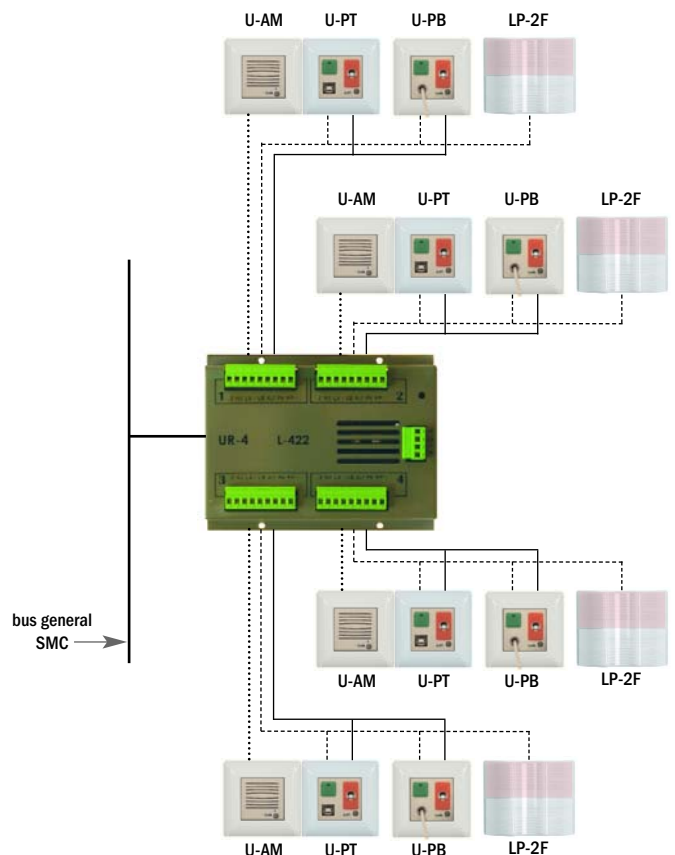 U-AM U-PT U-PB LP-2F
U-AM U-PT U-PB LP-2F
1 2
UR-4 L-422
3 4
bus general
SMC
U-AM U-PT U-PB LP-2F
U-AM U-PT U-PB LP-2F